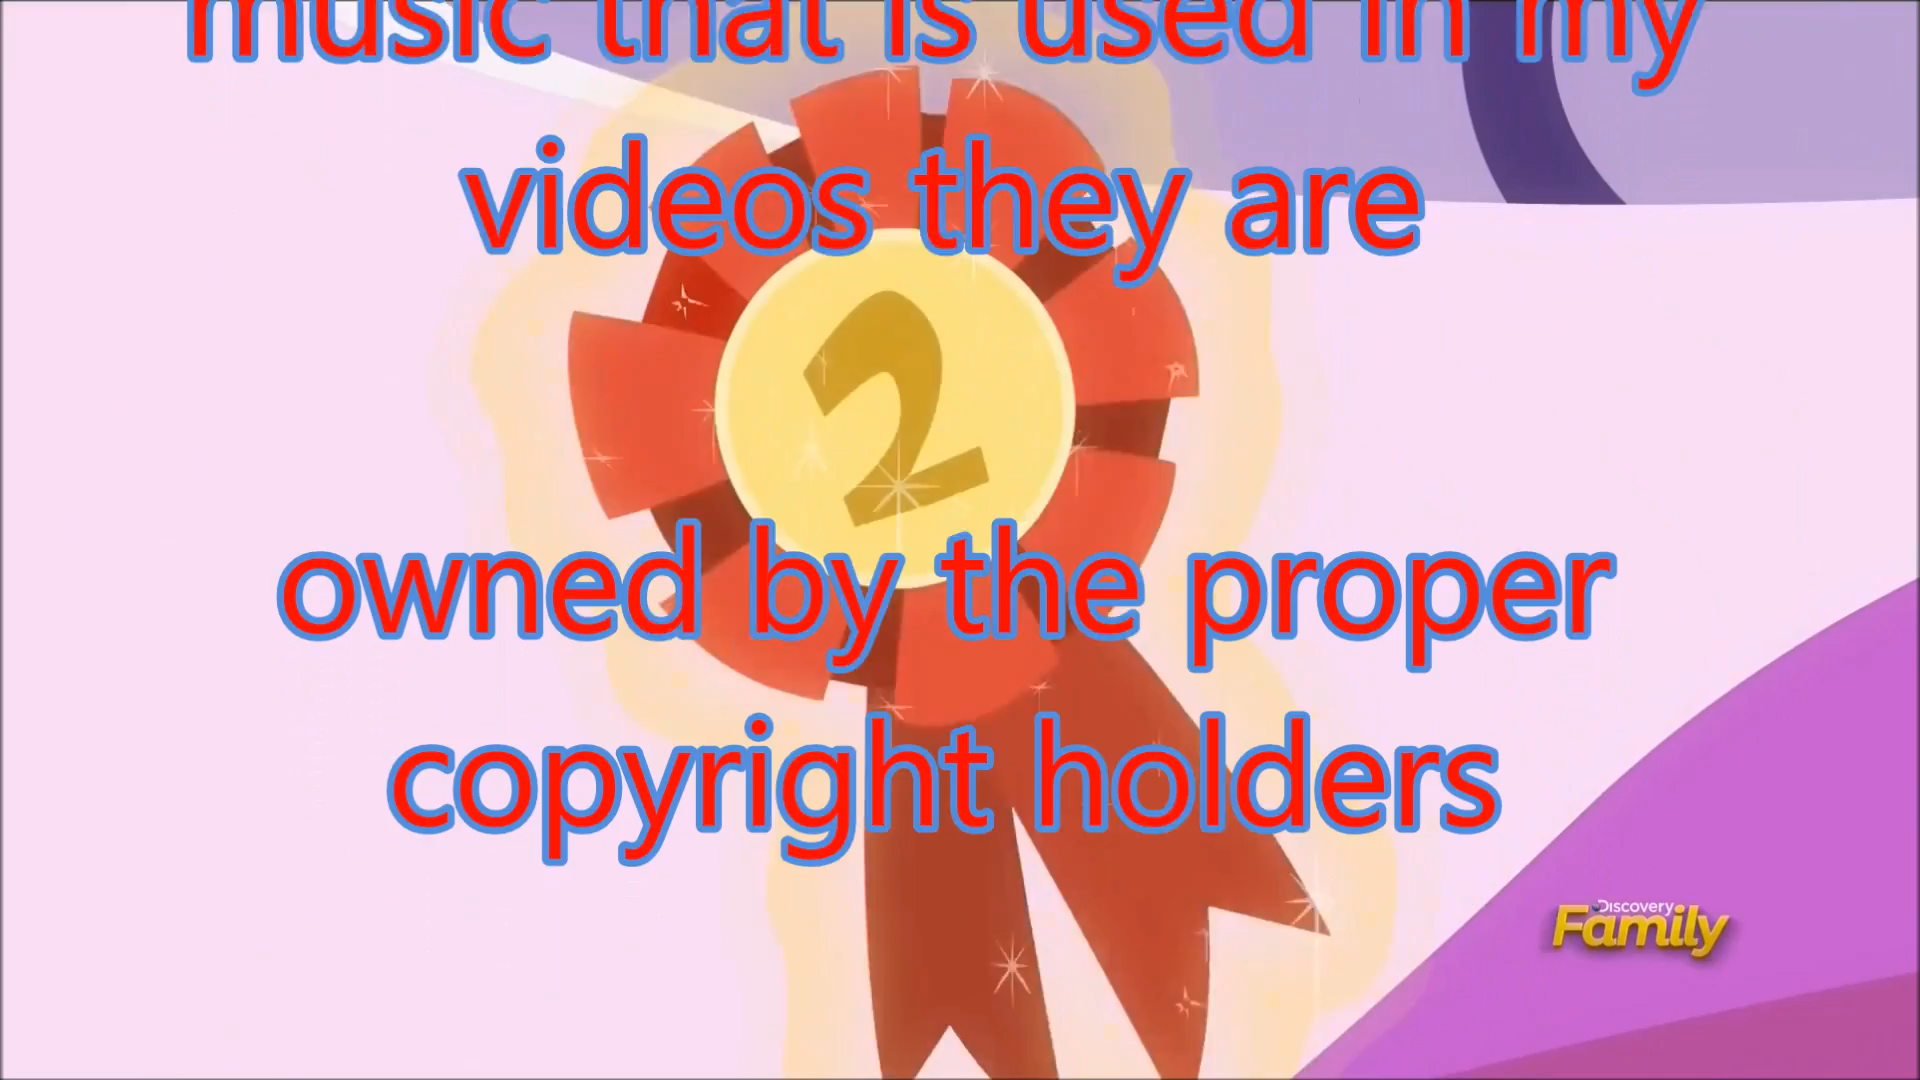 music that is used in my
videos they are
2
owned by the proper
copyright holders
Discovery
Family